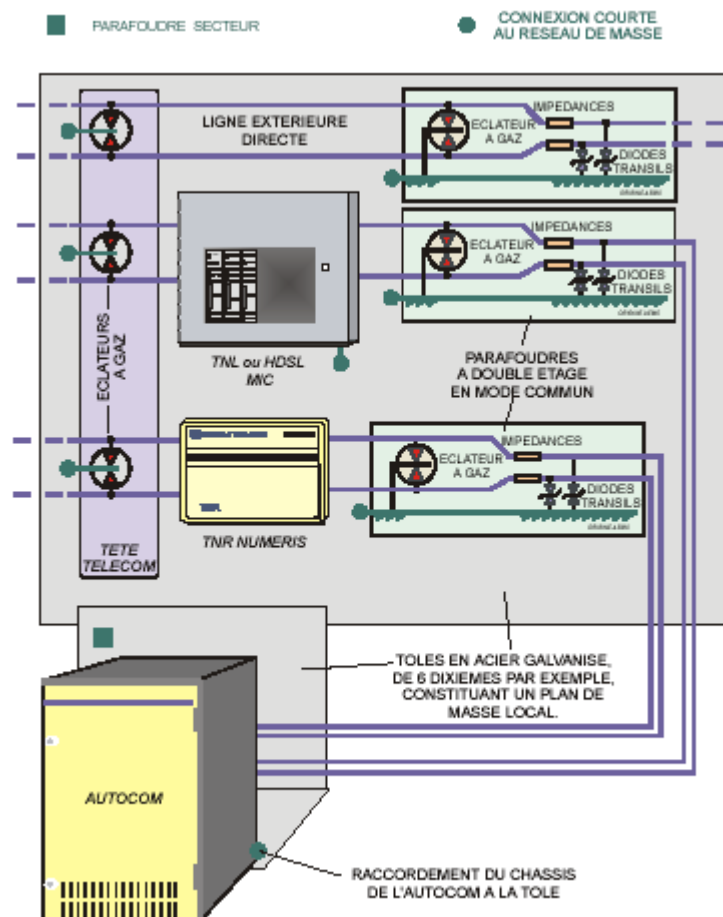 PARAFOUDRE SECTEUR
CONNEXION COURTE
AU RESEAU DE MASSE
LIGNE EXTERIEURE
DIRECTE
IMPEDANCES
ECLATEUR
A GAZ
DIODES
TRANSILS
IMPEDANCES
ECLATEUR
A GAZ
DIODES
TRANSILS
ECLATEURS
A GAZ
TNL ou HDSL
MIC
PARAFOUDRES
A DOUBLE ETAGE
EN MODE COMMUN
IMPEDANCES
ECLATEUR
A GAZ
DIODES
TRANSILS
TNR NUMERIS
TETE
TELECOM
TOLES EN ACIER GALVANISE,
DE 6 DIXIEMES PAR EXEMPLE,
CONSTITUANT UN PLAN DE
MASSE LOCAL.
AUTOCOM
RACCORDEMENT DU CHASSIS
DE L'AUTOCOM A LA TOLE